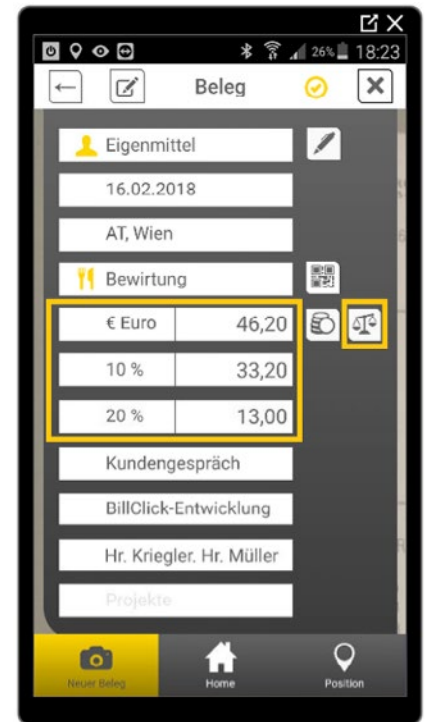 26% 18:23
Beleg
Eigenmittel
16.02.2018
AT, Wien
Bewirtung
€ Euro 46,20
10 % 33,20
20 % 13,00
Kundengespräch
BillClick-Entwicklung
Hr. Kriegler. Hr. Müller
Projekte
Neuer Beleg Home Position